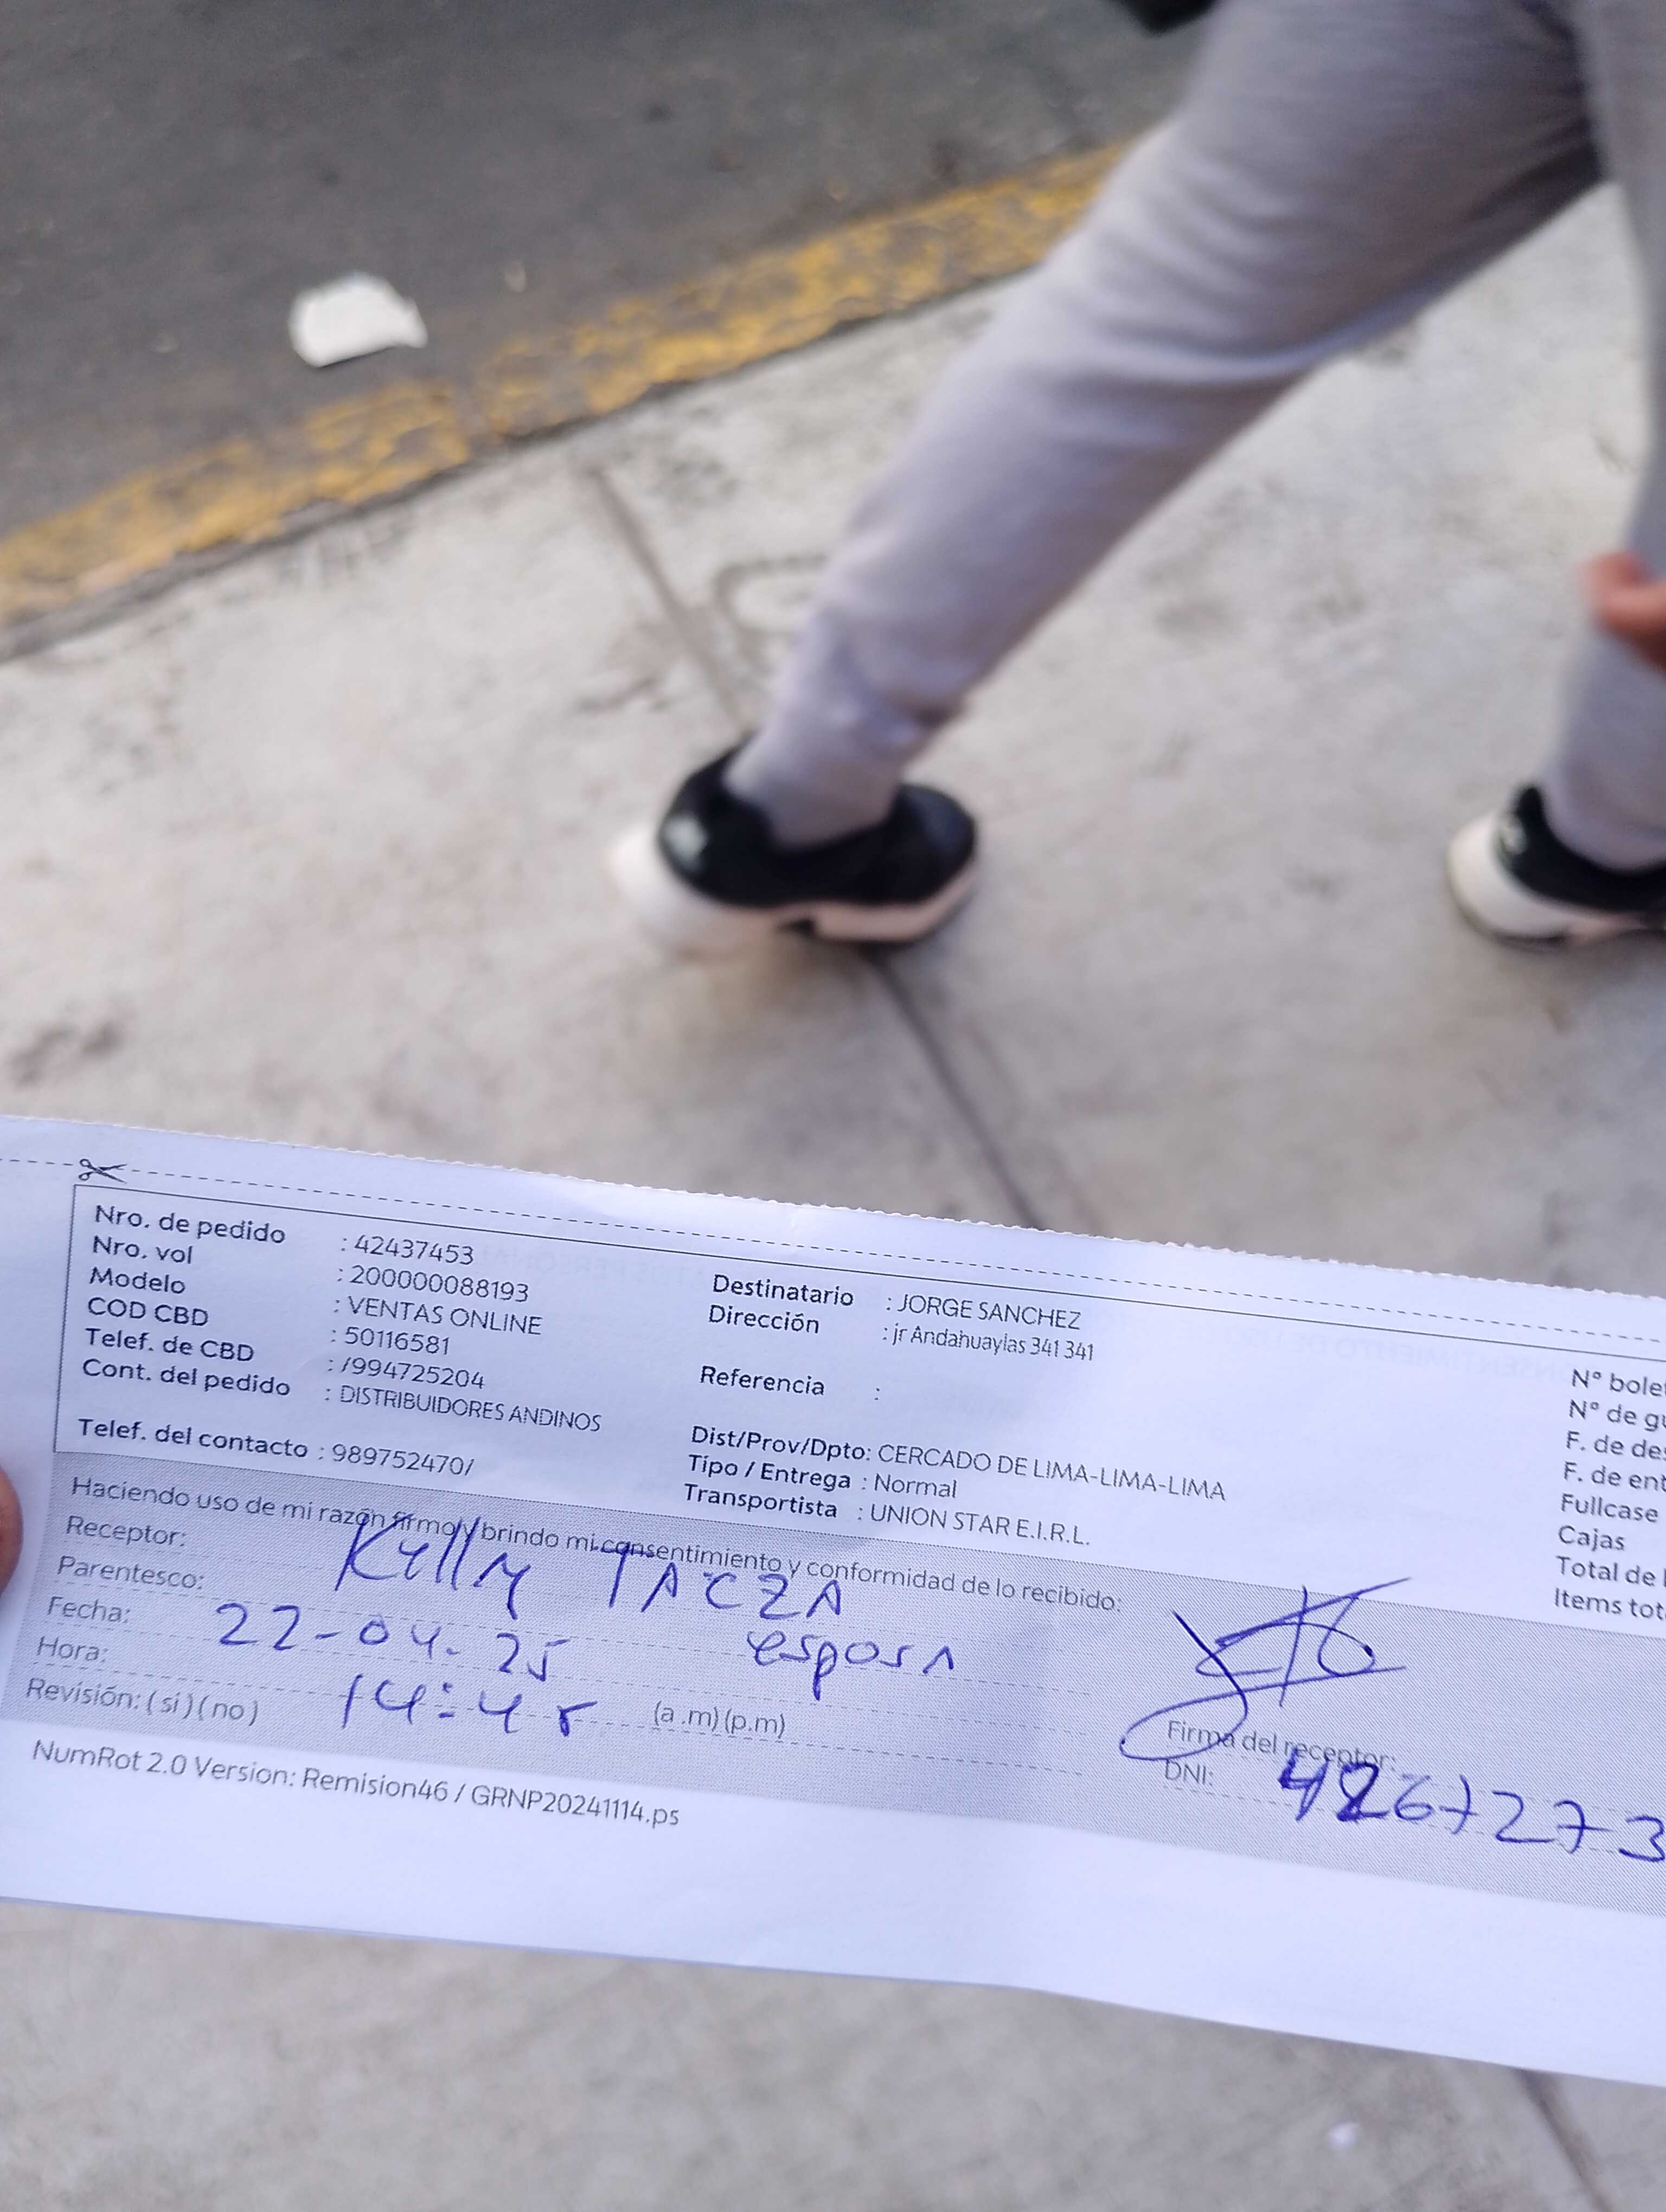 Nro. de pedido : 42437453
Nro. vol : 200000088193
Modelo : VENTAS ONLINE
COD CBD : 50116581
Telef. de CBD : /994725204
Cont. del pedido : DISTRIBUIDORES ANDINOS
Telef. del contacto : 989752470/
Destinatario : JORGE SANCHEZ
Dirección : jr Andahuaylas 341 341
Referencia :
Dist/Prov/Dpto: CERCADO DE LIMA-LIMA-LIMA
Tipo / Entrega : Normal
Transportista : UNION STAR E.I.R.L.
N° bole
N° de gu
F. de de
F. de ent
Fullcase
Cajas
Total de
Items tot
Haciendo uso de mi razón firmo y brindo mi consentimiento y conformidad de lo recibido:
Receptor: Kelly TACZA
Parentesco: esposa
Fecha: 22-04-25
Hora: 14:45 (a .m) (p.m)
Revisión: ( si ) ( no )
Firma del receptor:
DNI: 4267273
NumRot 2.0 Version: Remision46 / GRNP20241114.ps